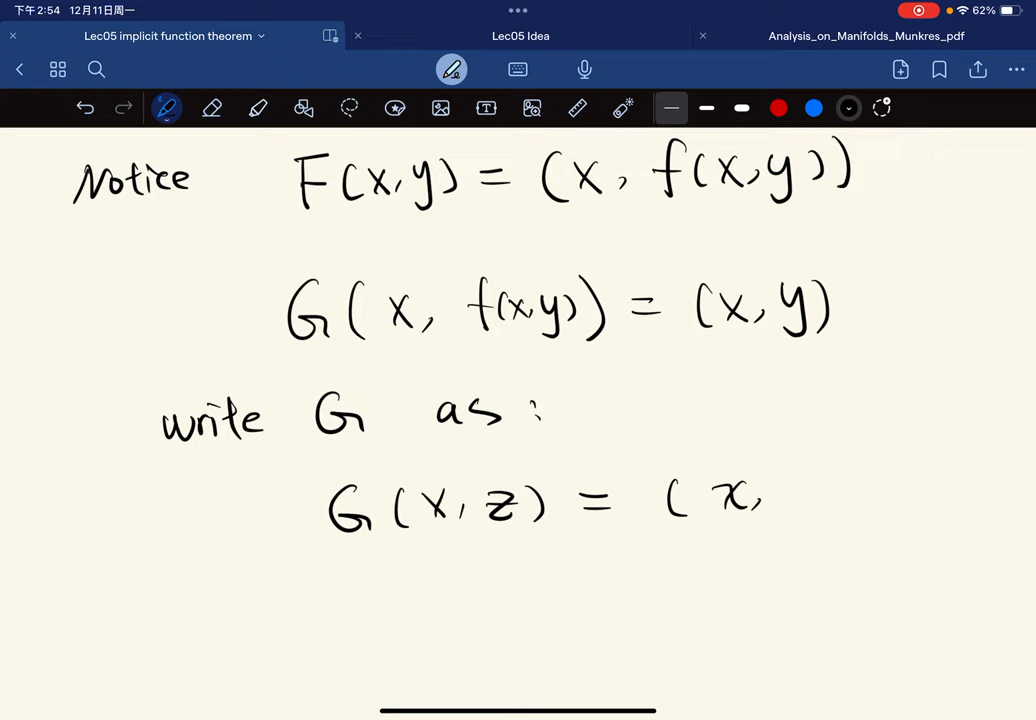 下午2:54 12月11日周一 62%
Lec05 implicit function theorem Lec05 Idea Analysis_on_Manifolds_Munkres_pdf
Notice F(x,y) = (x, f(x,y))
G(x, f(x,y)) = (x,y)
write G as :
G(x,z) = (x,